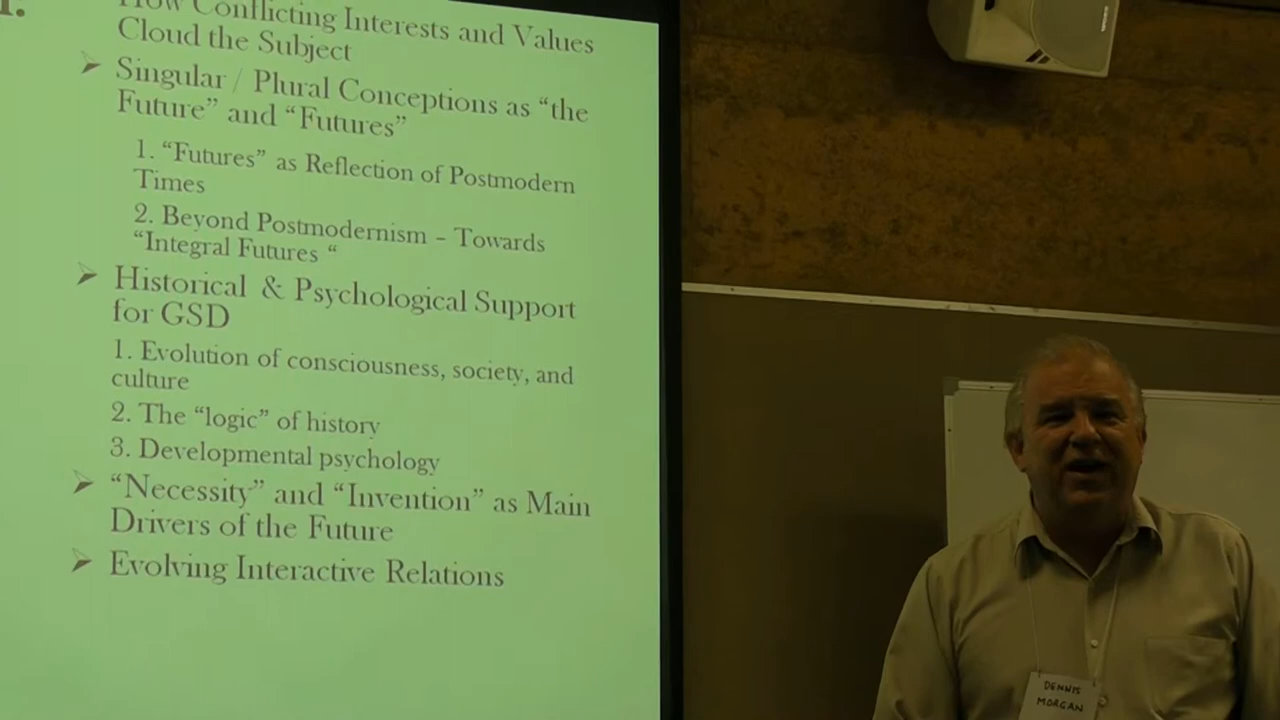 How Conflicting Interests and Values
Cloud the Subject
Singular / Plural Conceptions as “the
Future” and “Futures”
1. “Futures” as Reflection of Postmodern
Times
2. Beyond Postmodernism – Towards
“Integral Futures “
Historical & Psychological Support
for GSD
1. Evolution of consciousness, society, and
culture
2. The “logic” of history
3. Developmental psychology
“Necessity” and “Invention” as Main
Drivers of the Future
Evolving Interactive Relations
DENNIS
MORGAN